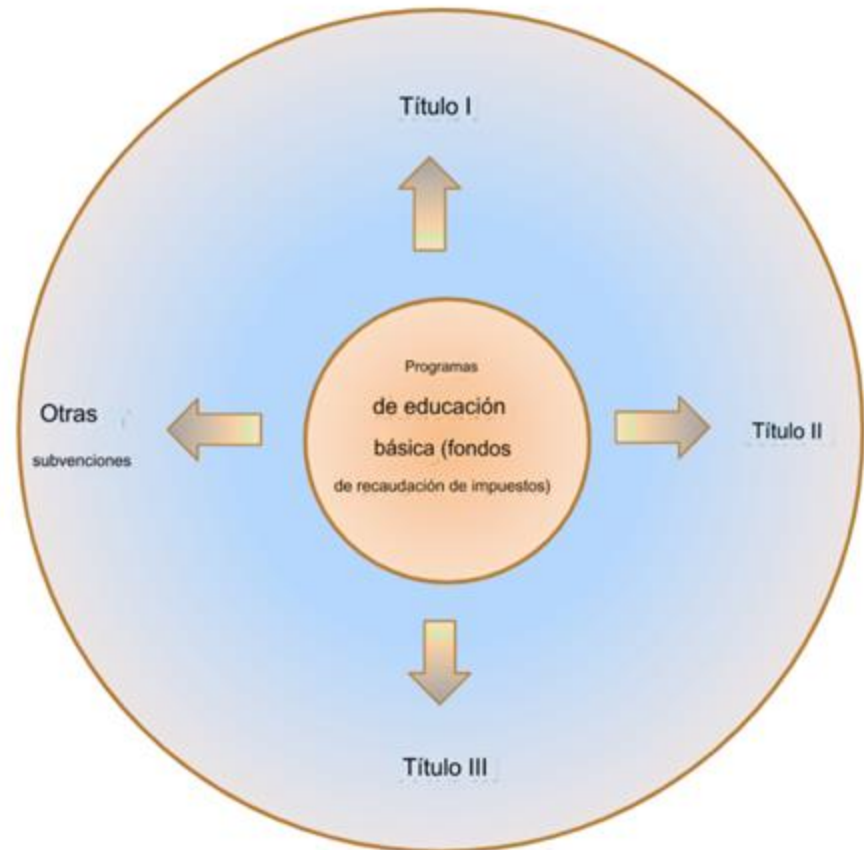 Título I
Programas
de educación
básica (fondos
de recaudación de impuestos)
Otras
subvenciones
Título II
Título III